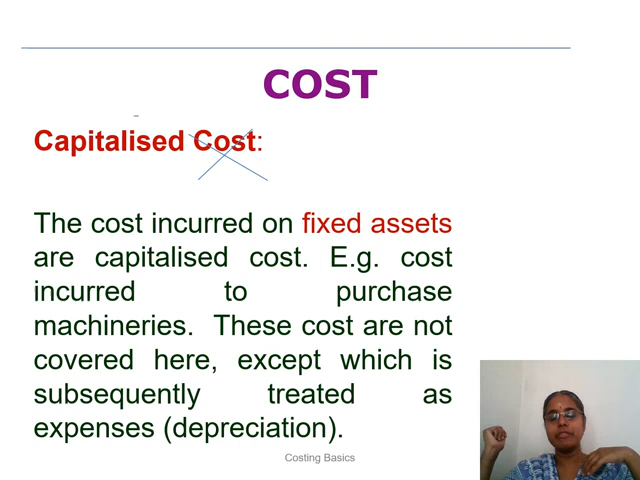 COST
Capitalised Cost:
The cost incurred on fixed assets
are capitalised cost. E.g. cost
incurred to purchase
machineries. These cost are not
covered here, except which is
subsequently treated as
expenses (depreciation).
Costing Basics